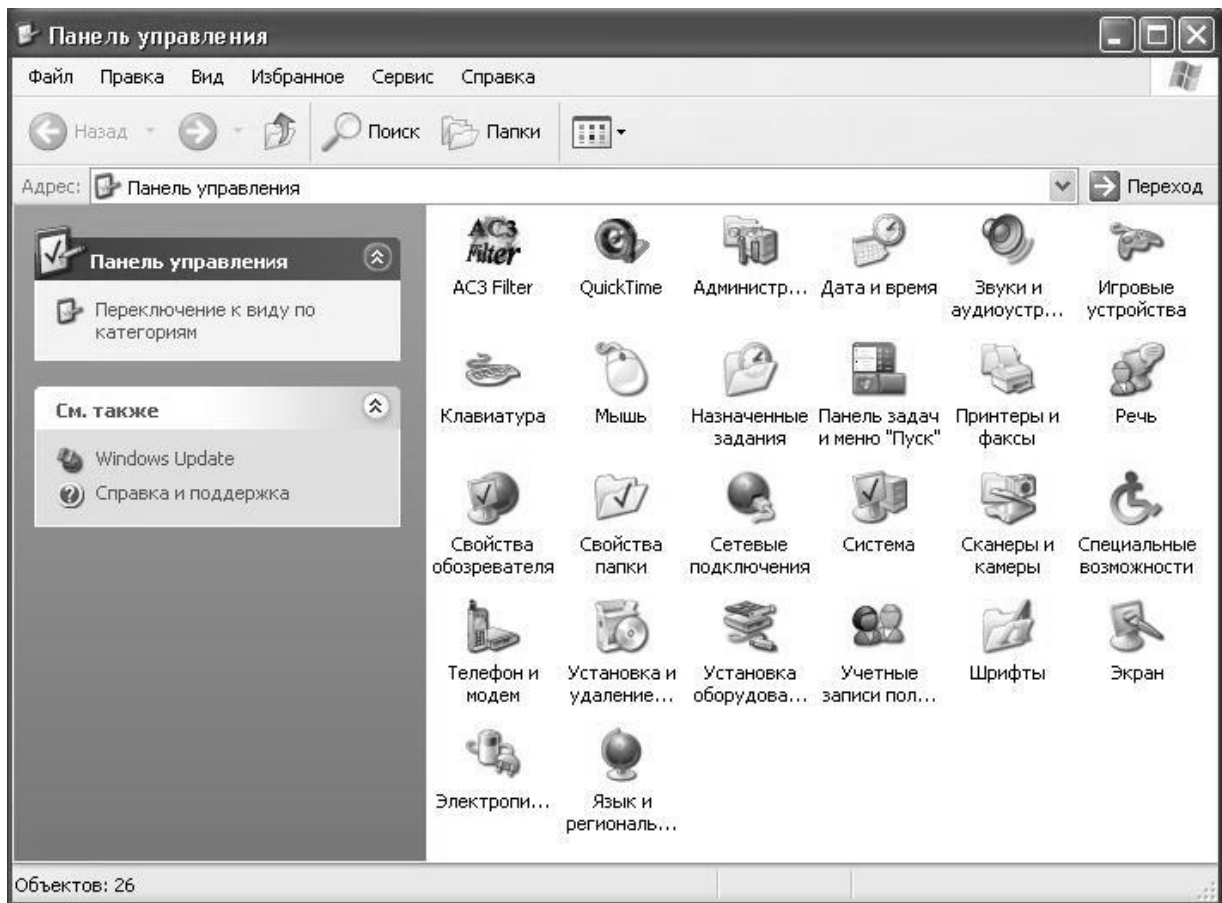 Панель управления
Файл Правка Вид Избранное Сервис Справка
Назад Поиск Папки
Адрес: Панель управления Переход
Панель управления
Переключение к виду по
категориям
См. также
Windows Update
Справка и поддержка
AC3 Filter
AC3 Filter QuickTime Администр... Дата и время Звуки и
аудиоустр... Игровые
устройства
Клавиатура Мышь Назначенные
задания Панель задач
и меню "Пуск" Принтеры и
факсы Речь
Свойства
обозревателя Свойства
папки Сетевые
подключения Система Сканеры и
камеры Специальные
возможности
Телефон и
модем Установка и
удаление... Установка
оборудова... Учетные
записи пол... Шрифты Экран
Электропи... Язык и
региональ...
Объектов: 26